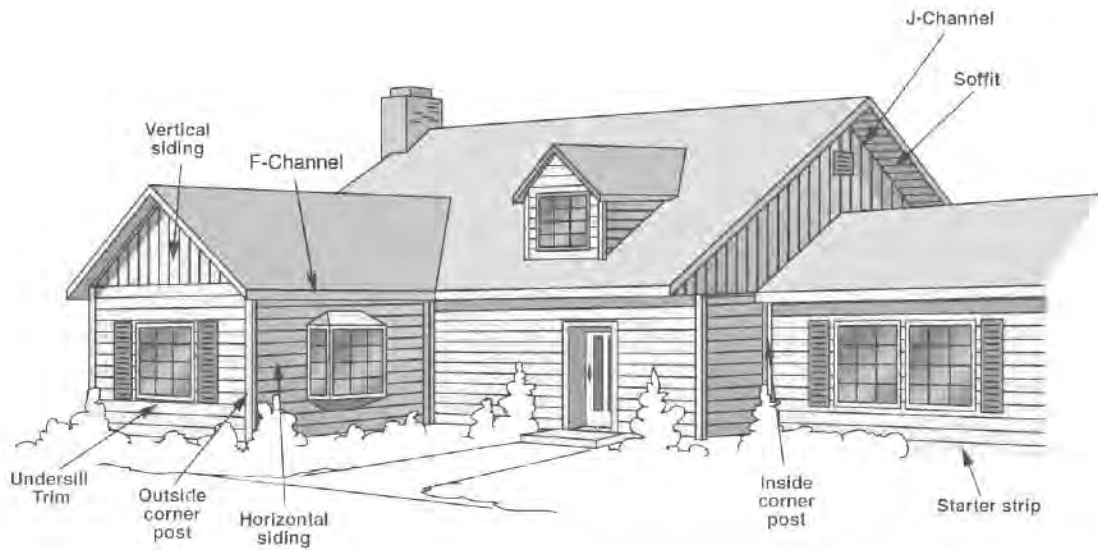 J-Channel
Soffit
Vertical
siding
F-Channel
Undersill
Trim
Outside
corner
post
Horizontal
siding
Inside
corner
post
Starter strip